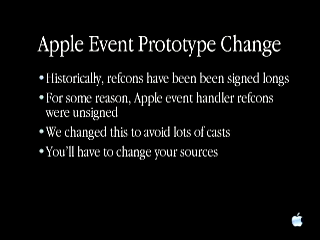 Apple Event Prototype Change
•Historically, refcons have been been signed longs
•For some reason, Apple event handler refcons
were unsigned
•We changed this to avoid lots of casts
•You'll have to change your sources